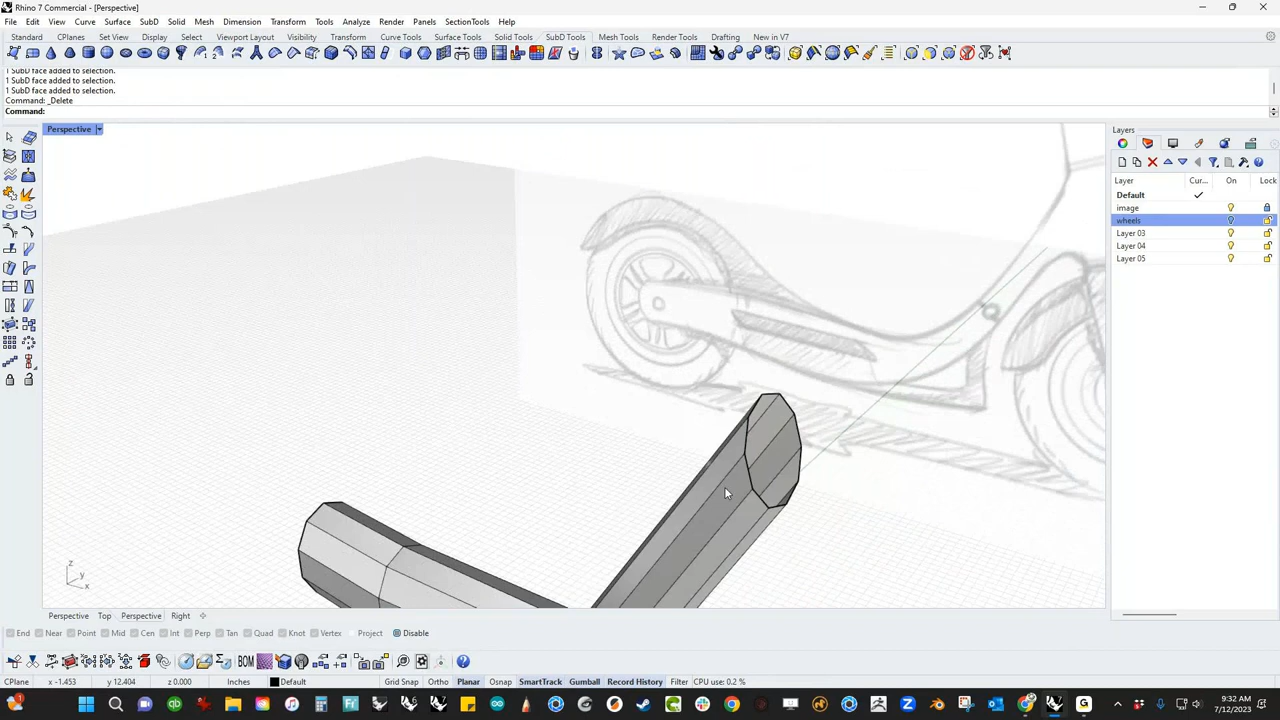 Rhino 7 Commercial - [Perspective]
File Edit View Curve Surface SubD Solid Mesh Dimension Transform Tools Analyze Render Panels SectionTools Help
Standard CPlanes Set View Display Select Viewport Layout Visibility Transform Curve Tools Surface Tools Solid Tools SubD Tools Mesh Tools Render Tools Drafting New in V7
1 SubD face added to selection.
1 SubD face added to selection.
1 SubD face added to selection.
Command: _Delete
Command:
Perspective
Layers
Layer Cur... On Lock
Default
image
wheels
Layer 03
Layer 04
Layer 05
z
y
x
Perspective Top Perspective Right
End Near Point Mid Cen Int Perp Tan Quad Knot Vertex Project Disable
BOM
CPlane x -1.453 y 12.404 z 0.000 Inches Default Grid Snap Ortho Planar Osnap SmartTrack Gumball Record History Filter CPU use: 0.2 %
9:32 AM
7/12/2023